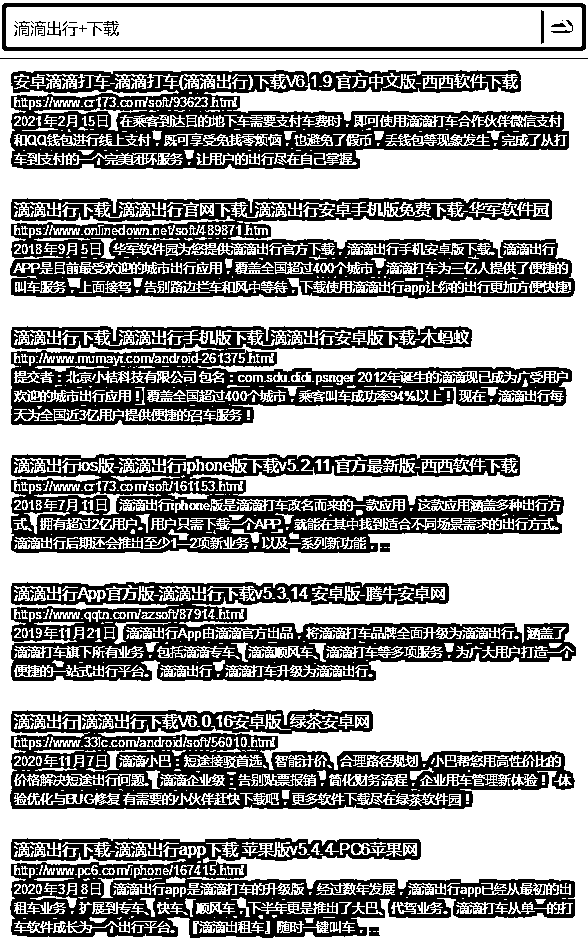 滴滴出行+下载
安卓滴滴打车-滴滴打车(滴滴出行)下载V6.1.9 官方中文版-西西软件下载
https://www.cr173.com/soft/93623.html
2021年2月15日 在乘客到达目的地下车需要支付车费时，即可使用滴滴打车合作伙伴微信支付
和QQ钱包进行线上支付，既可享受免找零烦恼，也避免了假币，丢钱包等现象发生，完成了从打
车到支付的一个完美闭环服务，让用户的出行尽在自己掌握。
滴滴出行下载_滴滴出行官网下载_滴滴出行安卓手机版免费下载-华军软件园
https://www.onlinedown.net/soft/489871.htm
2018年9月5日 华军软件园为您提供滴滴出行官方下载，滴滴出行手机安卓版下载。滴滴出行
APP是目前最受欢迎的城市出行应用，覆盖全国超过400个城市，滴滴打车为三亿人提供了便捷的
叫车服务，上面接驾，告别路边拦车和风中等待，下载使用滴滴出行app让你的出行更加方便快捷!
滴滴出行下载_滴滴出行手机版下载_滴滴出行安卓版下载-木蚂蚁
http://www.mumayi.com/android-261375.html
提交者：北京小桔科技有限公司 包名：com.sdu.didi.psnger 2012年诞生的滴滴现已成为广受用户
欢迎的城市出行应用！覆盖全国超过400个城市，乘客叫车成功率94%以上！ 现在，滴滴出行每
天为全国近3亿用户提供便捷的召车服务！
滴滴出行ios版-滴滴出行iphone版下载v5.2.11 官方最新版-西西软件下载
https://www.cr173.com/soft/161153.html
2018年7月11日 滴滴出行iphone版是滴滴打车改名而来的一款应用，这款应用涵盖多种出行方
式、拥有超过2亿用户，用户只需下载一个APP，就能在其中找到适合不同场景需求的出行方式。
滴滴出行后期还会推出至少1—2项新业务，以及一系列新功能，...
滴滴出行App官方版-滴滴出行下载v5.3.14 安卓版-腾牛安卓网
https://www.qqtn.com/azsoft/87914.html
2019年11月21日 滴滴出行App由滴滴官方出品，将滴滴打车品牌全面升级为滴滴出行。涵盖了
滴滴打车旗下所有业务，包括滴滴专车、滴滴顺风车、滴滴打车等多项服务，为广大用户打造一个
便捷的一站式出行平台。 滴滴出行，滴滴打车升级为滴滴出行。
滴滴出行|滴滴出行下载V6.0.16安卓版_绿茶安卓网
https://www.33lc.com/android/soft/56010.html
2020年11月7日 滴滴小巴：短途接驳首选、智能计价、合理路径规划，小巴帮您用高性价比的
价格解决短途出行问题。 滴滴企业级：告别贴票报销，简化财务流程，企业用车管理新体验！ -体
验优化与BUG修复 有需要的小伙伴赶快下载吧，更多软件下载尽在绿茶软件园！
滴滴出行下载-滴滴出行app下载 苹果版v5.4.4-PC6苹果网
http://www.pc6.com/iphone/167415.html
2020年3月8日 滴滴出行app是滴滴打车的升级版，经过数年发展，滴滴出行app已经从最初的出
租车业务，扩展到专车、快车、顺风车，下半年更是推出了大巴、代驾业务。滴滴打车从单一的打
车软件成长为一个出行平台。 『滴滴出租车』随时一键叫车，...